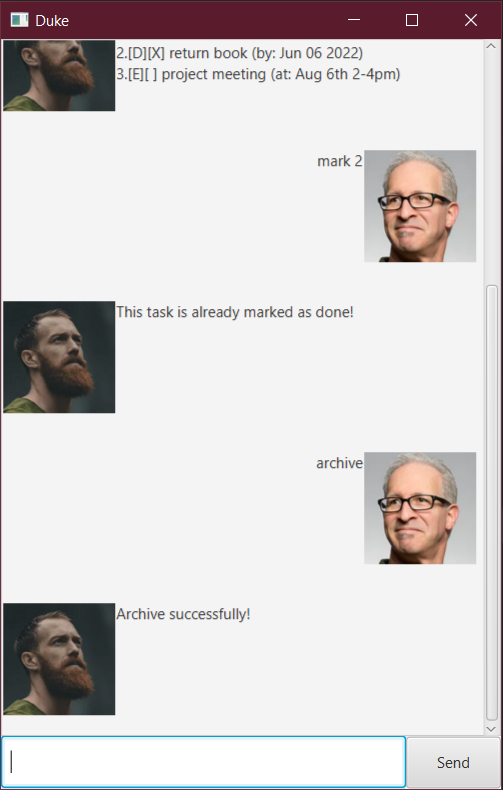 Duke
2.[D][X] return book (by: Jun 06 2022)
3.[E][ ] project meeting (at: Aug 6th 2-4pm)
mark 2
This task is already marked as done!
archive
Archive successfully!
Send